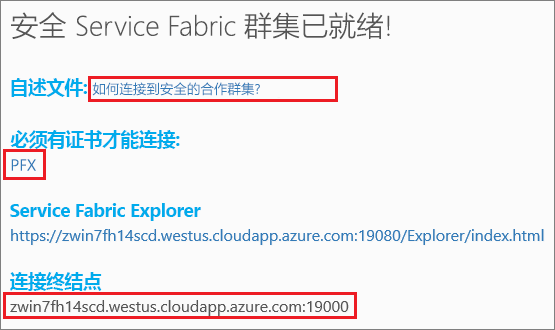 安全 Service Fabric 群集已就绪!
自述文件: 如何连接到安全的合作群集?
必须有证书才能连接:
PFX
Service Fabric Explorer
https://zwin7fh14scd.westus.cloudapp.azure.com:19080/Explorer/index.html
连接终结点
zwin7fh14scd.westus.cloudapp.azure.com:19000